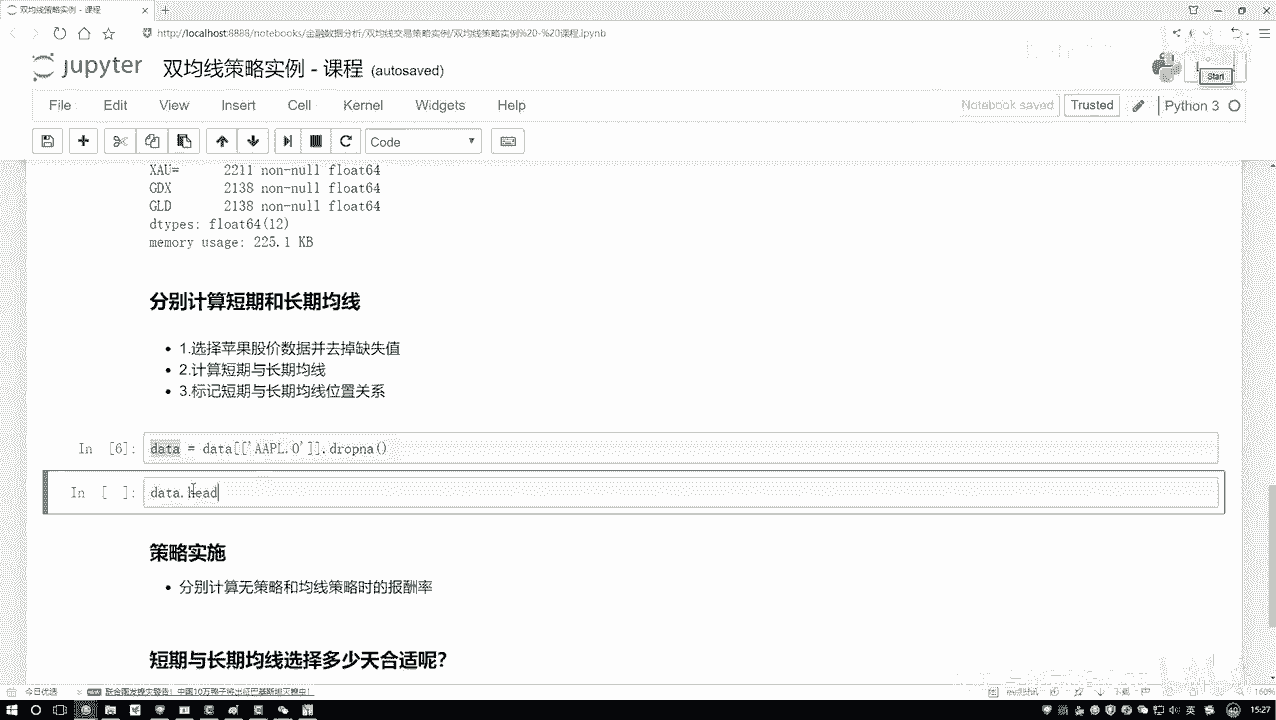 双均线策略实例 - 课程
http://localhost:8888/notebooks/金融数据分析/双均线交易策略实例/双均线策略实例%20-%20课程.ipynb
jupyter 双均线策略实例 - 课程 (autosaved)
Start
File Edit View Insert Cell Kernel Widgets Help
Notebook saved Trusted Python 3
Code
XAU= 2211 non-null float64
GDX 2138 non-null float64
GLD 2138 non-null float64
dtypes: float64(12)
memory usage: 225.1 KB
分别计算短期和长期均线
1.选择苹果股价数据并去掉缺失值
2.计算短期与长期均线
3.标记短期与长期均线位置关系
In [6]: data = data[['AAPL.O']].dropna()
In [ ]: data.head
策略实施
分别计算无策略和均线策略时的报酬率
短期与长期均线选择多少天合适呢?
今日优选
160%
英
15:27